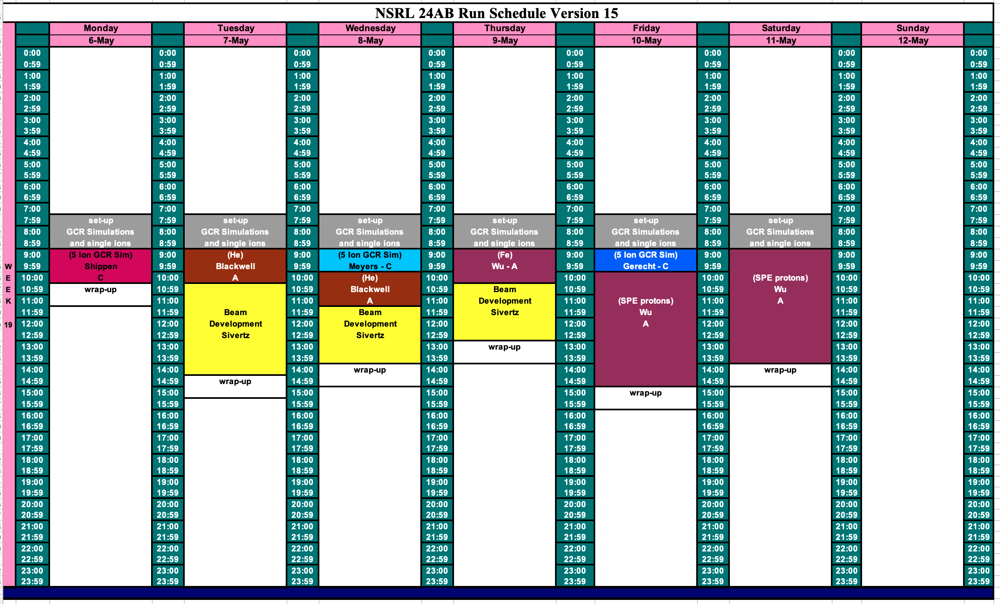 NSRL 24AB Run Schedule Version 15
Monday Tuesday Wednesday Thursday Friday Saturday Sunday
6-May 7-May 8-May 9-May 10-May 11-May 12-May
0:00 0:00 0:00 0:00 0:00 0:00 0:00 0:00
0:59 0:59 0:59 0:59 0:59 0:59 0:59 0:59
1:00 1:00 1:00 1:00 1:00 1:00 1:00 1:00
1:59 1:59 1:59 1:59 1:59 1:59 1:59 1:59
2:00 2:00 2:00 2:00 2:00 2:00 2:00 2:00
2:59 2:59 2:59 2:59 2:59 2:59 2:59 2:59
3:00 3:00 3:00 3:00 3:00 3:00 3:00 3:00
3:59 3:59 3:59 3:59 3:59 3:59 3:59 3:59
4:00 4:00 4:00 4:00 4:00 4:00 4:00 4:00
4:59 4:59 4:59 4:59 4:59 4:59 4:59 4:59
5:00 5:00 5:00 5:00 5:00 5:00 5:00 5:00
5:59 5:59 5:59 5:59 5:59 5:59 5:59 5:59
6:00 6:00 6:00 6:00 6:00 6:00 6:00 6:00
6:59 6:59 6:59 6:59 6:59 6:59 6:59 6:59
7:00 7:00 7:00 7:00 7:00 7:00 7:00 7:00
7:59 set-up 7:59 set-up 7:59 set-up 7:59 set-up 7:59 set-up 7:59 set-up 7:59 7:59
8:00 GCR Simulations 8:00 GCR Simulations 8:00 GCR Simulations 8:00 GCR Simulations 8:00 GCR Simulations 8:00 GCR Simulations 8:00 8:00
8:59 and single ions 8:59 and single ions 8:59 and single ions 8:59 and single ions 8:59 and single ions 8:59 and single ions 8:59 8:59
9:00 (5 Ion GCR Sim) 9:00 (He) 9:00 (5 Ion GCR Sim) 9:00 (Fe) 9:00 (5 Ion GCR Sim) 9:00 9:00 9:00
W 9:59 Shippen 9:59 Blackwell 9:59 Meyers - C 9:59 Wu - A 9:59 Gerecht - C 9:59 9:59 9:59
E 10:00 C 10:00 A 10:00 (He) 10:00 10:00 10:00 (SPE protons) 10:00 10:00
E 10:59 wrap-up 10:59 10:59 Blackwell 10:59 Beam 10:59 10:59 Wu 10:59 10:59
K 11:00 11:00 11:00 A 11:00 Development 11:00 (SPE protons) 11:00 A 11:00 11:00
11:59 11:59 Beam 11:59 Beam 11:59 Sivertz 11:59 Wu 11:59 11:59 11:59
19 12:00 12:00 Development 12:00 Development 12:00 12:00 A 12:00 12:00 12:00
12:59 12:59 Sivertz 12:59 Sivertz 12:59 12:59 12:59 12:59 12:59
13:00 13:00 13:00 13:00 wrap-up 13:00 13:00 13:00 13:00
13:59 13:59 13:59 13:59 13:59 13:59 13:59 13:59
14:00 14:00 14:00 wrap-up 14:00 14:00 14:00 wrap-up 14:00 14:00
14:59 14:59 wrap-up 14:59 14:59 14:59 14:59 14:59 14:59
15:00 15:00 15:00 15:00 15:00 wrap-up 15:00 15:00 15:00
15:59 15:59 15:59 15:59 15:59 15:59 15:59 15:59
16:00 16:00 16:00 16:00 16:00 16:00 16:00 16:00
16:59 16:59 16:59 16:59 16:59 16:59 16:59 16:59
17:00 17:00 17:00 17:00 17:00 17:00 17:00 17:00
17:59 17:59 17:59 17:59 17:59 17:59 17:59 17:59
18:00 18:00 18:00 18:00 18:00 18:00 18:00 18:00
18:59 18:59 18:59 18:59 18:59 18:59 18:59 18:59
19:00 19:00 19:00 19:00 19:00 19:00 19:00 19:00
19:59 19:59 19:59 19:59 19:59 19:59 19:59 19:59
20:00 20:00 20:00 20:00 20:00 20:00 20:00 20:00
20:59 20:59 20:59 20:59 20:59 20:59 20:59 20:59
21:00 21:00 21:00 21:00 21:00 21:00 21:00 21:00
21:59 21:59 21:59 21:59 21:59 21:59 21:59 21:59
22:00 22:00 22:00 22:00 22:00 22:00 22:00 22:00
22:59 22:59 22:59 22:59 22:59 22:59 22:59 22:59
23:00 23:00 23:00 23:00 23:00 23:00 23:00 23:00
23:59 23:59 23:59 23:59 23:59 23:59 23:59 23:59